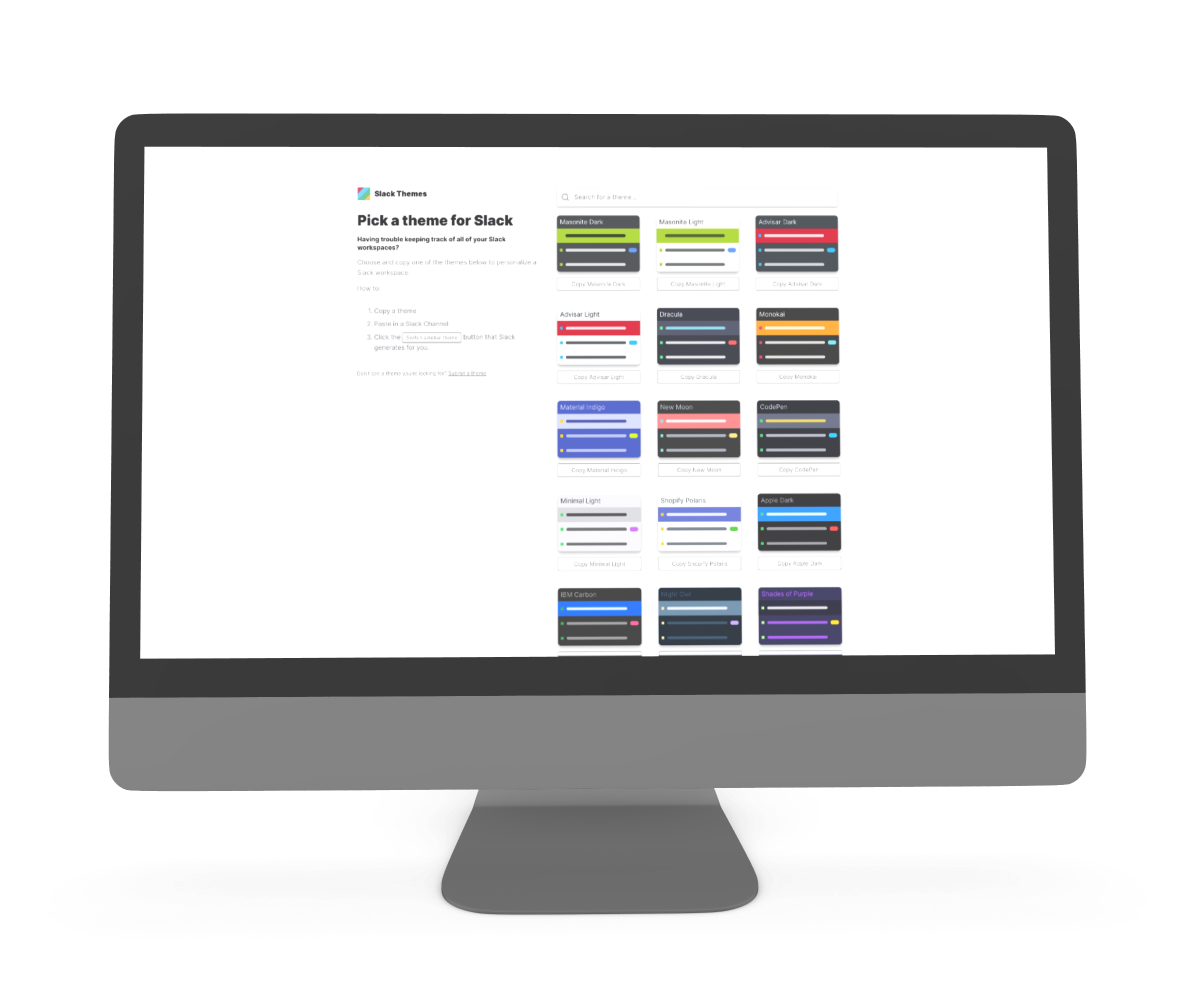 Slack Themes
Pick a theme for Slack
Having trouble keeping track of all of your Slack
workspaces?
Choose and copy one of the themes below to personalize a
Slack workspace.
How to:
1. Copy a theme
2. Paste in a Slack Channel
3. Click the Switch sidebar theme button that Slack
generates for you.
Don't see a theme you're looking for? Submit a theme!
Search for a theme...
Masonite Dark
Masonite Light
Advisar Dark
Copy Masonite Dark
Copy Masonite Light
Copy Advisar Dark
Advisar Light
Dracula
Monokai
Copy Advisar Light
Copy Dracula
Copy Monokai
Material Indigo
New Moon
CodePen
Copy Material Indigo
Copy New Moon
Copy CodePen
Minimal Light
Shopify Polaris
Apple Dark
Copy Minimal Light
Copy Shopify Polaris
Copy Apple Dark
IBM Carbon
Night Owl
Shades of Purple